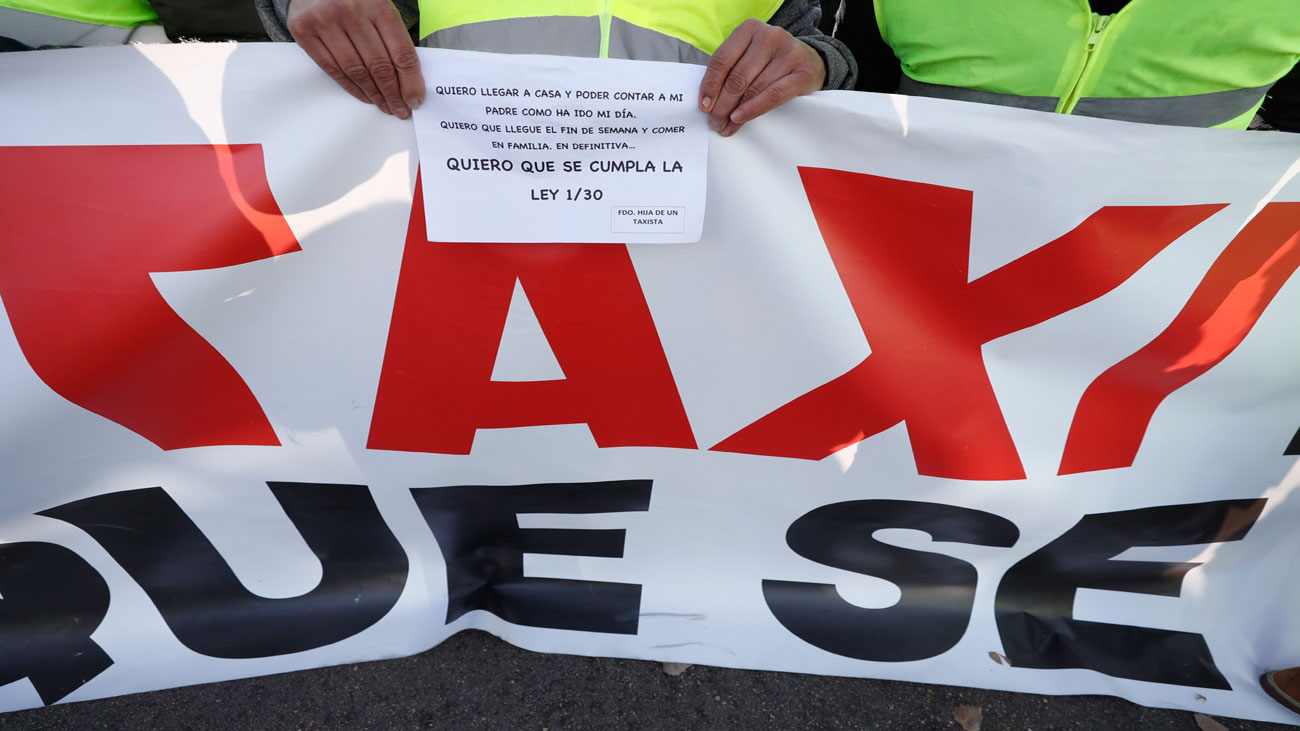 QUIERO LLEGAR A CASA Y PODER CONTAR A MI
PADRE COMO HA IDO MI DÍA.
QUIERO QUE LLEGUE EL FIN DE SEMANA Y COMER
EN FAMILIA. EN DEFINITIVA...
QUIERO QUE SE CUMPLA LA
LEY 1/30
FDO. HIJA DE UN
TAXISTA
TAXI
QUE SE